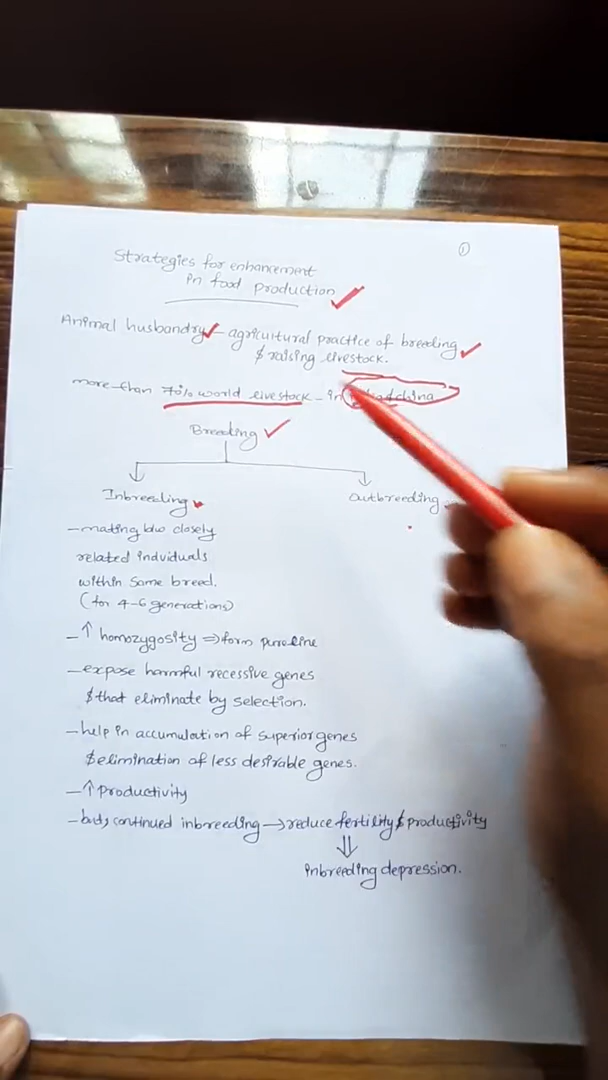 ①
Strategies for enhancement
in food production
Animal husbandry - agricultural practice of breeding
& raising livestock.
more than 70% world livestock - in china
Breeding
Inbreeding
outbreeding
- mating b/w closely
related individuals
within same breed.
(for 4-6 generations)
- ↑ homozygosity ⇒ form pureline
- expose harmful recessive genes
& that eliminate by selection.
- help in accumulation of superior genes
& elimination of less desirable genes.
- ↑ productivity
- but, continued inbreeding → reduce fertility & productivity
⇓
inbreeding depression.